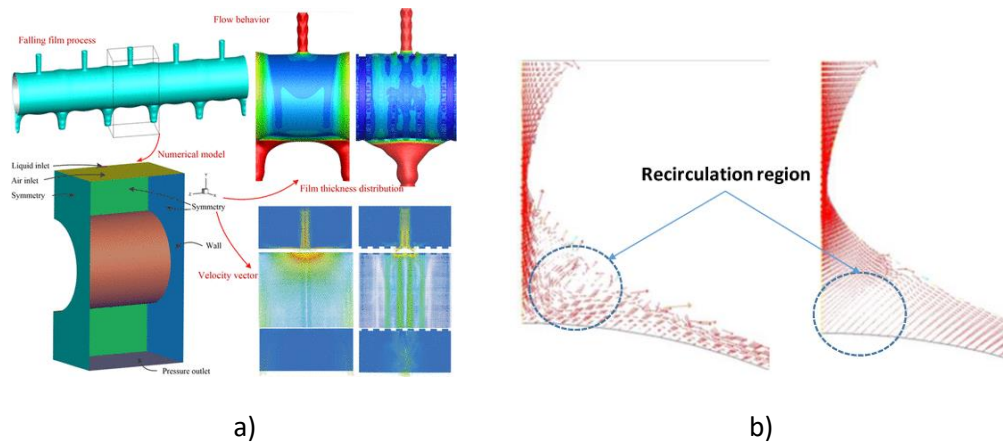 Falling film process
Flow behavior
Numerical model
Liquid inlet
Air inlet
Symmetry
Symmetry
Wall
Pressure outlet
Film thickness distribution
Velocity vector
Recirculation region
a)
b)